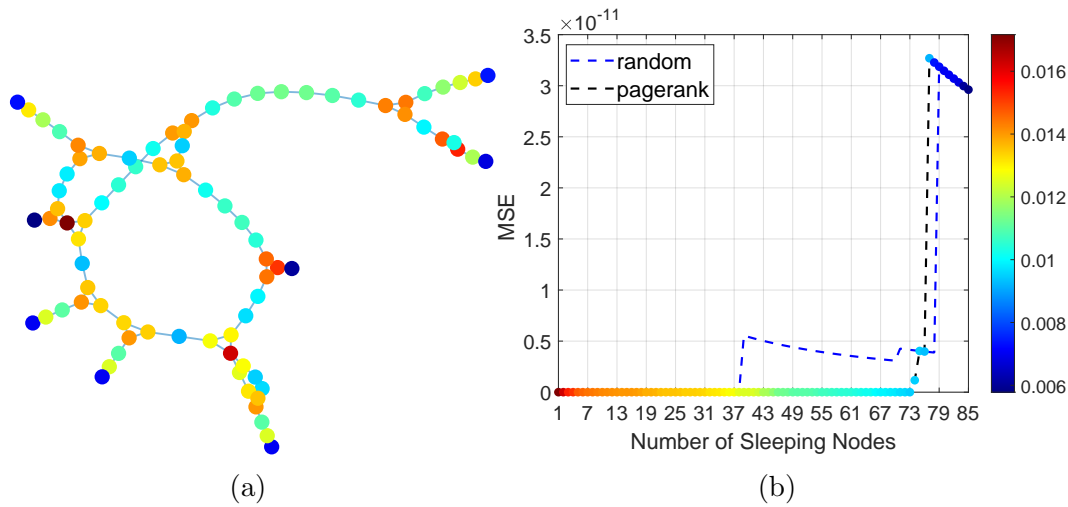 ×10⁻¹¹
3.5
3
2.5
2
1.5
1
0.5
0
MSE
random
pagerank
1 7 13 19 25 31 37 43 49 55 61 67 73 79 85
Number of Sleeping Nodes
0.016
0.014
0.012
0.010
0.008
0.006
(a)
(b)